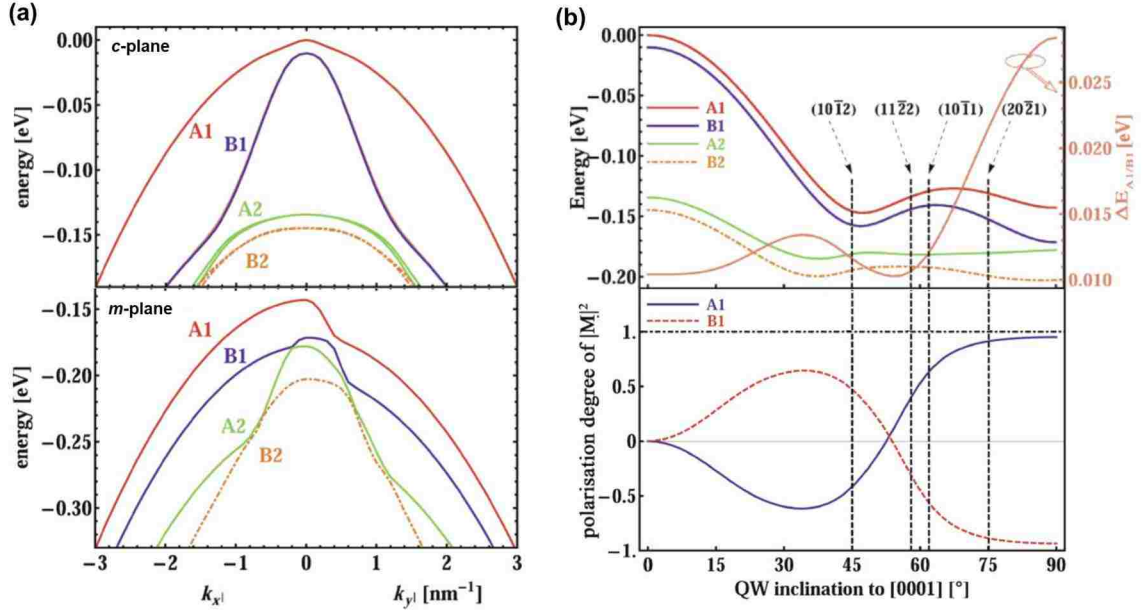 (a)
c-plane
0.00
−0.05
−0.10
−0.15
energy [eV]
A1
B1
A2
B2
m-plane
−0.15
−0.20
−0.25
−0.30
energy [eV]
A1
B1
A2
B2
−3 −2 −1 0 1 2 3
kx| ky| [nm⁻¹]
(b)
0.00
−0.05
−0.10
−0.15
−0.20
Energy [eV]
A1
B1
A2
B2
(101̄2) (112̄2) (101̄1) (202̄1)
0.025
0.020
0.015
0.010
ΔE A1/B1 [eV]
A1
B1
1.
0.5
0
−0.5
−1.
polarisation degree of |M|²
0 15 30 45 60 75 90
QW inclination to [0001] [°]